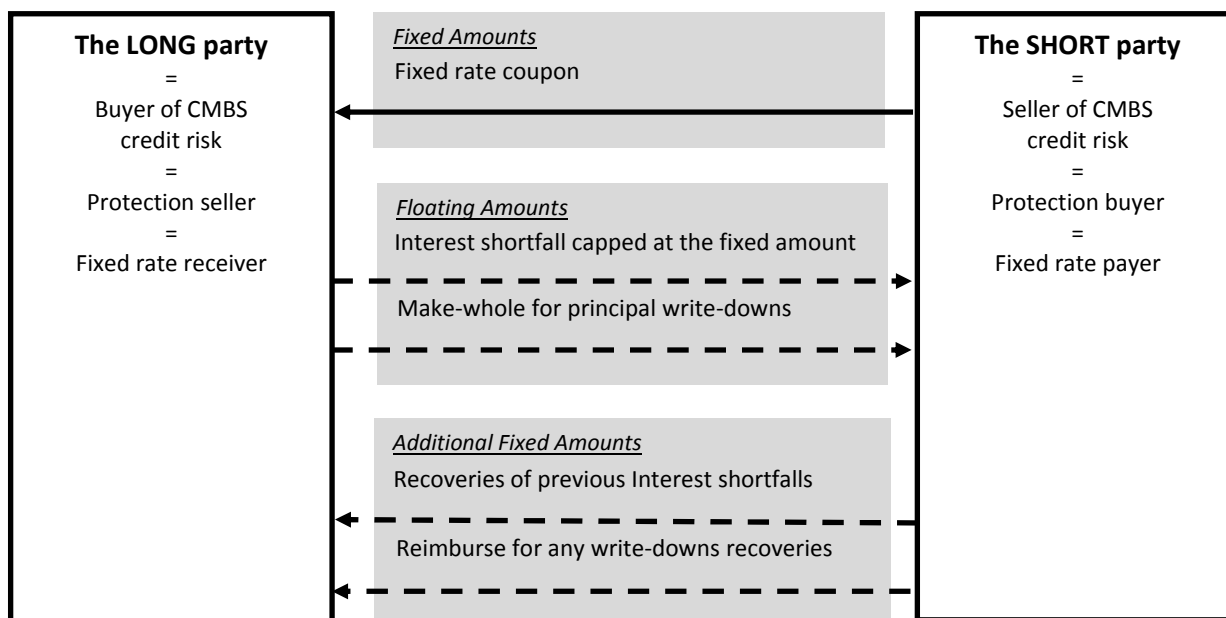 The LONG party
=
Buyer of CMBS
credit risk
=
Protection seller
=
Fixed rate receiver
Fixed Amounts
Fixed rate coupon
Floating Amounts
Interest shortfall capped at the fixed amount
Make-whole for principal write-downs
Additional Fixed Amounts
Recoveries of previous Interest shortfalls
Reimburse for any write-downs recoveries
The SHORT party
=
Seller of CMBS
credit risk
=
Protection buyer
=
Fixed rate payer